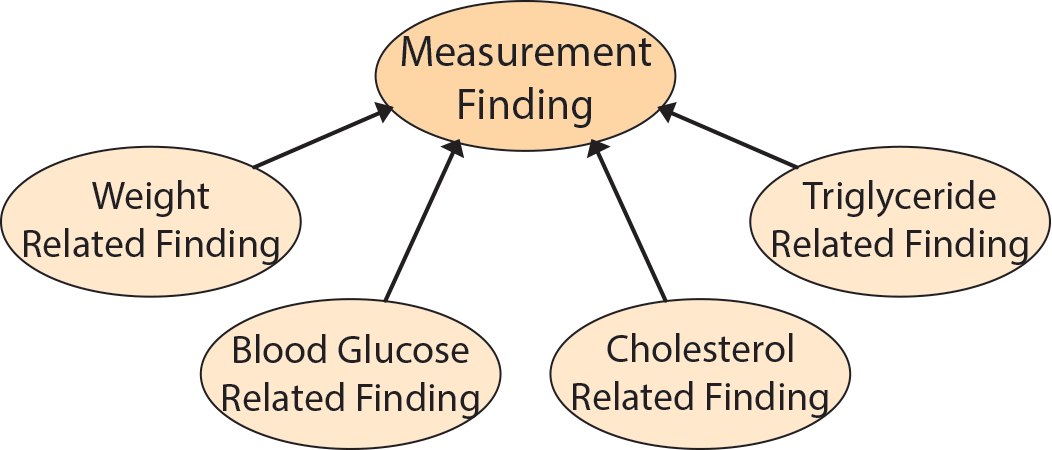 Measurement
Finding
Weight
Related Finding
Triglyceride
Related Finding
Blood Glucose
Related Finding
Cholesterol
Related Finding